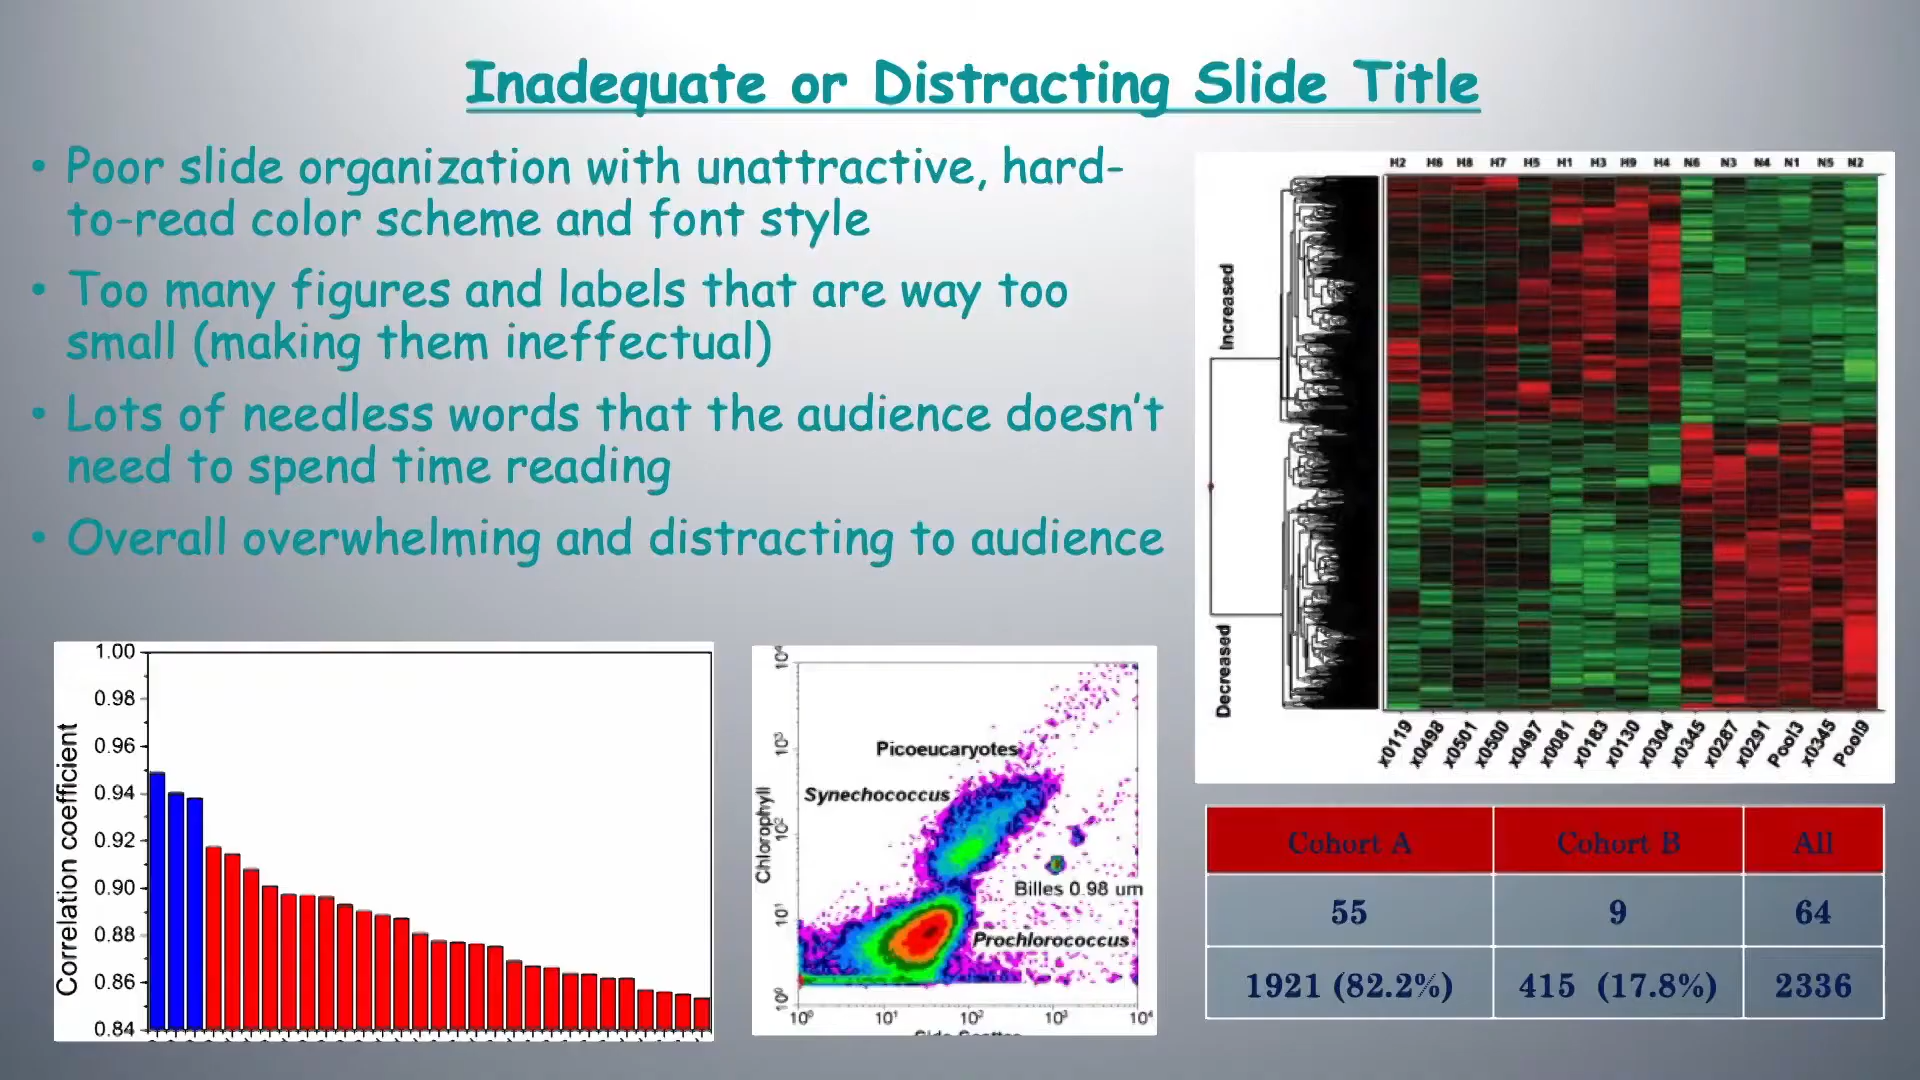 Inadequate or Distracting Slide Title
• Poor slide organization with unattractive, hard-
to-read color scheme and font style
• Too many figures and labels that are way too
small (making them ineffectual)
• Lots of needless words that the audience doesn't
need to spend time reading
• Overall overwhelming and distracting to audience
H2 H6 H8 H7 H5 H1 H3 H9 H4 N6 N3 N4 N1 N5 N2
Increased
Decreased
x0119 x0498 x0501 x0500 x0497 x0081 x0183 x0130 x0304 x0345 x0287 x0291 Pool3 x0345 Pool9
Correlation coefficient
1.00
0.98
0.96
0.94
0.92
0.90
0.88
0.86
0.84
Chlorophyll
10⁴
10³
10²
10¹
10⁰
Picoeucaryotes
Synechococcus
Billes 0.98 um
Prochlorococcus
10⁰ 10¹ 10² 10³ 10⁴
Cohort A Cohort B All
55 9 64
1921 (82.2%) 415 (17.8%) 2336